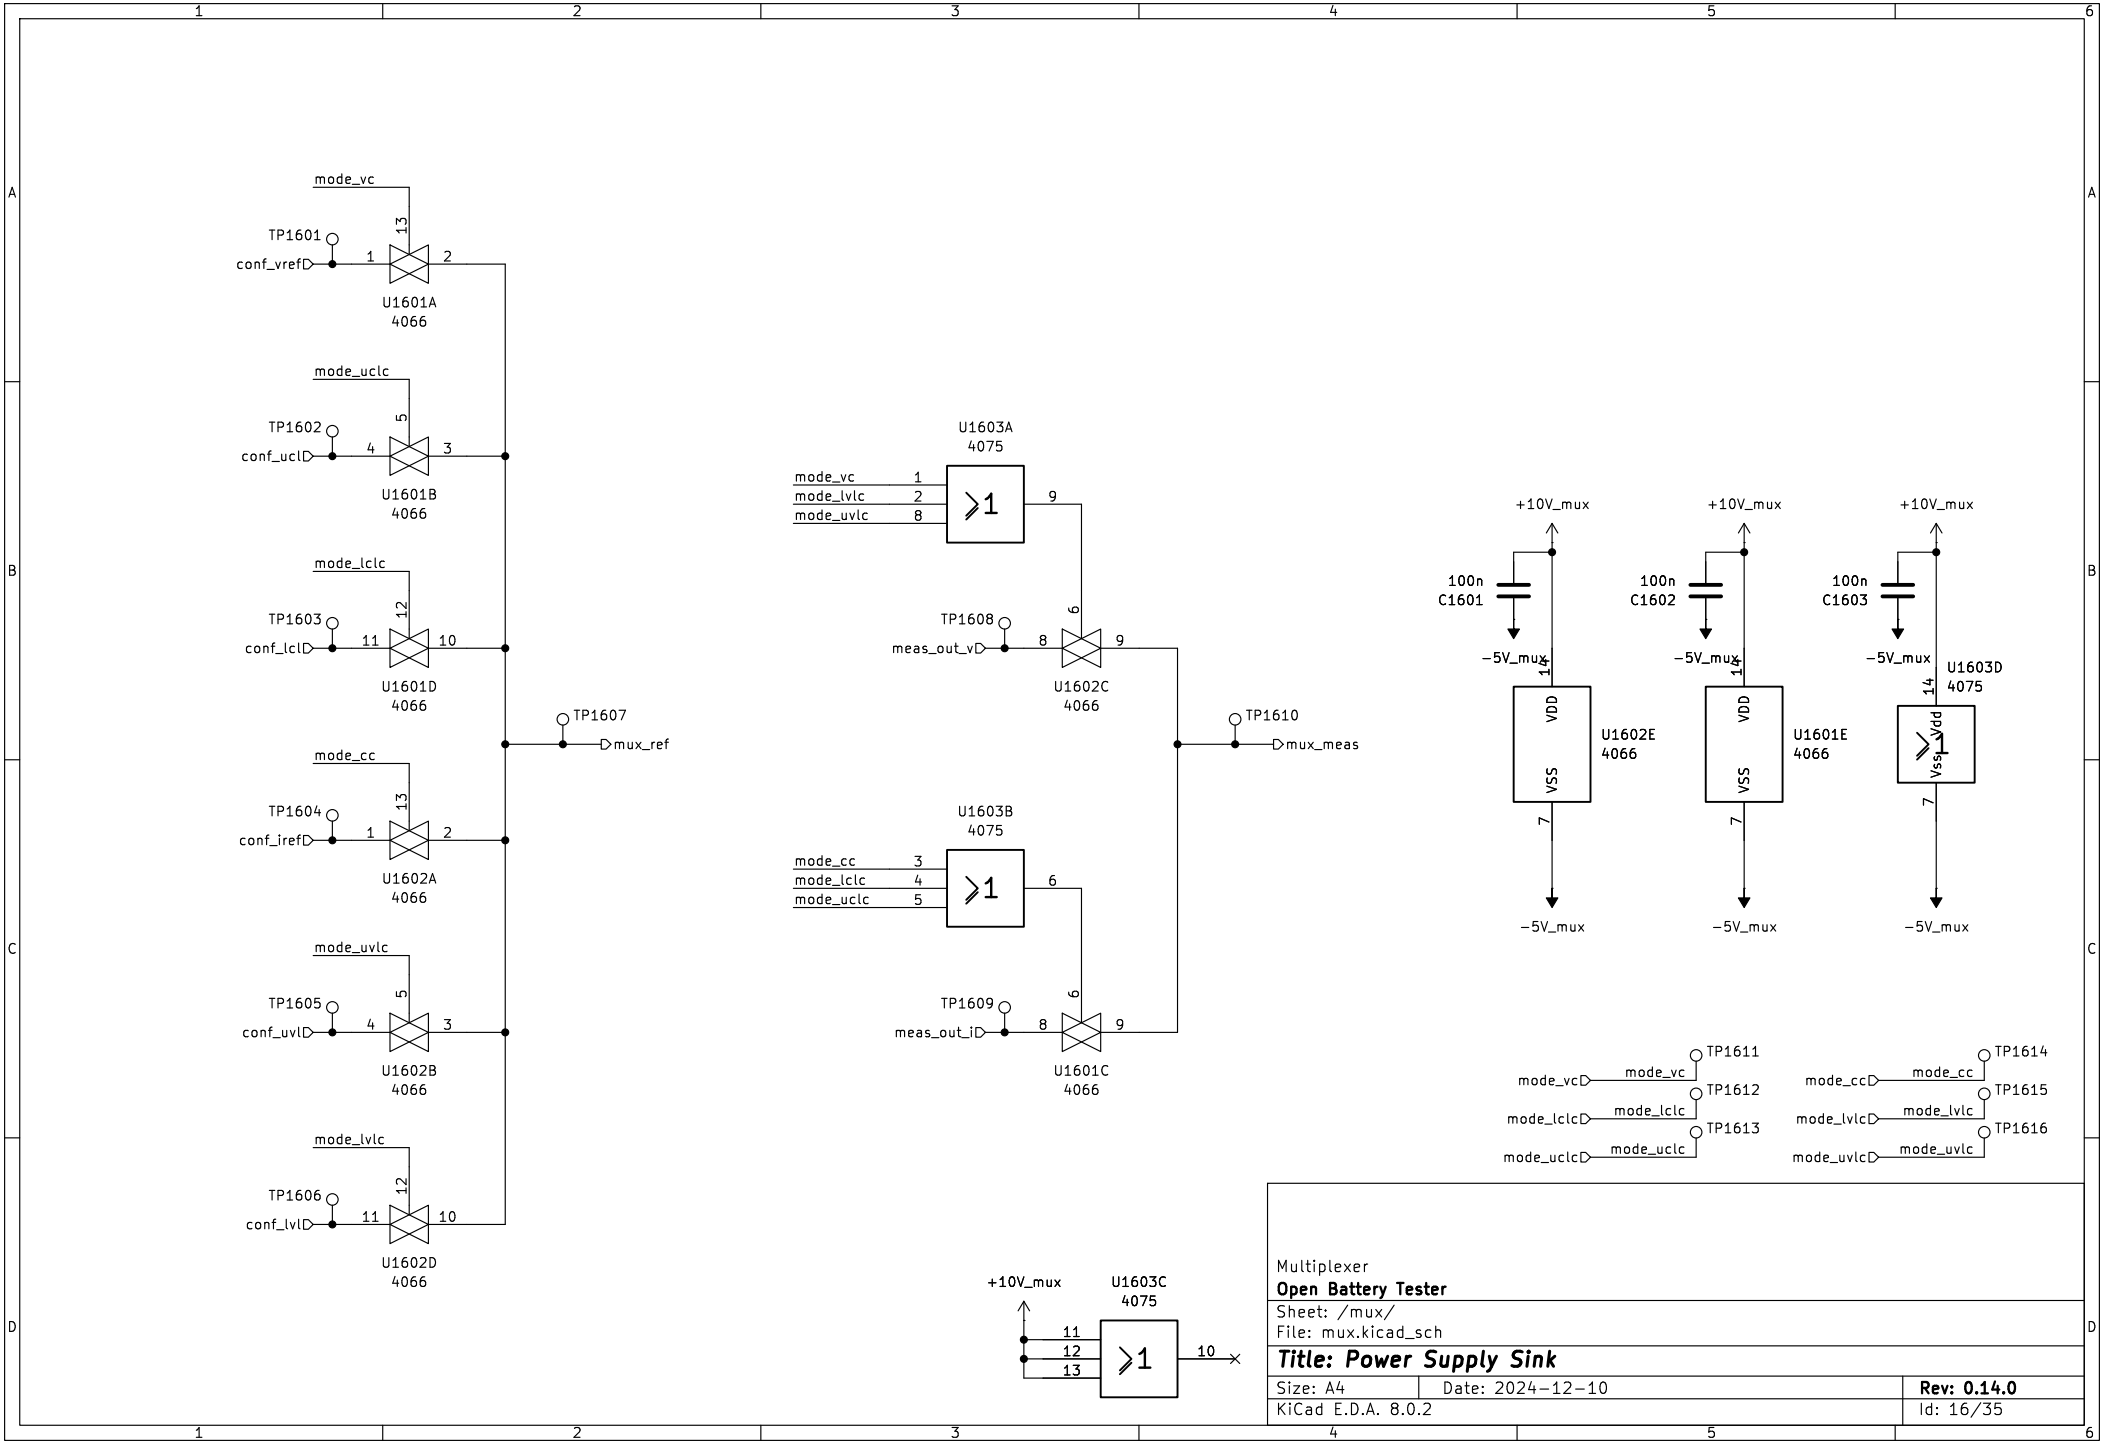 1 2 3 4 5 6
A
B
C
D
A
B
C
D
mode_vc
13
TP1601
conf_vref
1
2
U1601A
4066
mode_uclc
5
TP1602
conf_ucl
4
3
U1601B
4066
mode_lclc
12
TP1603
conf_lcl
11
10
U1601D
4066
TP1607
mux_ref
mode_cc
13
TP1604
conf_iref
1
2
U1602A
4066
mode_uvlc
5
TP1605
conf_uvl
4
3
U1602B
4066
mode_lvlc
12
TP1606
conf_lvl
11
10
U1602D
4066
U1603A
4075
mode_vc 1
mode_lvlc 2
mode_uvlc 8
≥1
9
6
TP1608
meas_out_v
8
9
U1602C
4066
TP1610
mux_meas
U1603B
4075
mode_cc 3
mode_lclc 4
mode_uclc 5
≥1
6
6
TP1609
meas_out_i
8
9
U1601C
4066
+10V_mux
U1603C
4075
11
12
13
≥1
10
+10V_mux
100n
C1601
-5V_mux
14
VDD
VSS
U1602E
4066
7
-5V_mux
+10V_mux
100n
C1602
-5V_mux
14
VDD
VSS
U1601E
4066
7
-5V_mux
+10V_mux
100n
C1603
-5V_mux
U1603D
4075
14
Vdd
≥1
Vss
7
-5V_mux
mode_vc mode_vc TP1611
mode_lclc mode_lclc TP1612
mode_uclc mode_uclc TP1613
mode_cc mode_cc TP1614
mode_lvlc mode_lvlc TP1615
mode_uvlc mode_uvlc TP1616
Multiplexer
Open Battery Tester
Sheet: /mux/
File: mux.kicad_sch
Title: Power Supply Sink
Size: A4 Date: 2024-12-10 Rev: 0.14.0
KiCad E.D.A. 8.0.2 Id: 16/35
1 2 3 4 5 6